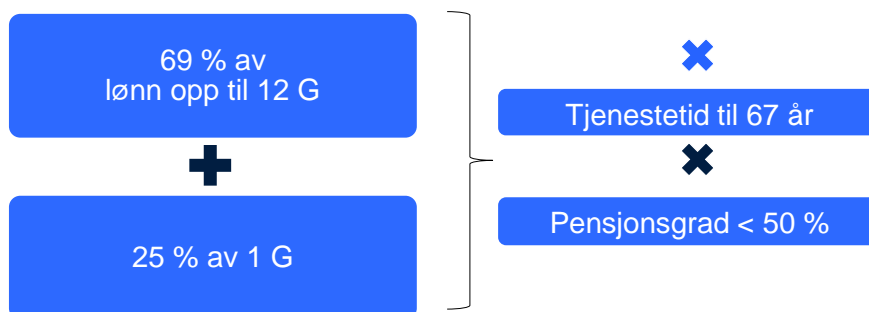 69 % av
lønn opp til 12 G
25 % av 1 G
Tjenestetid til 67 år
Pensjonsgrad < 50 %